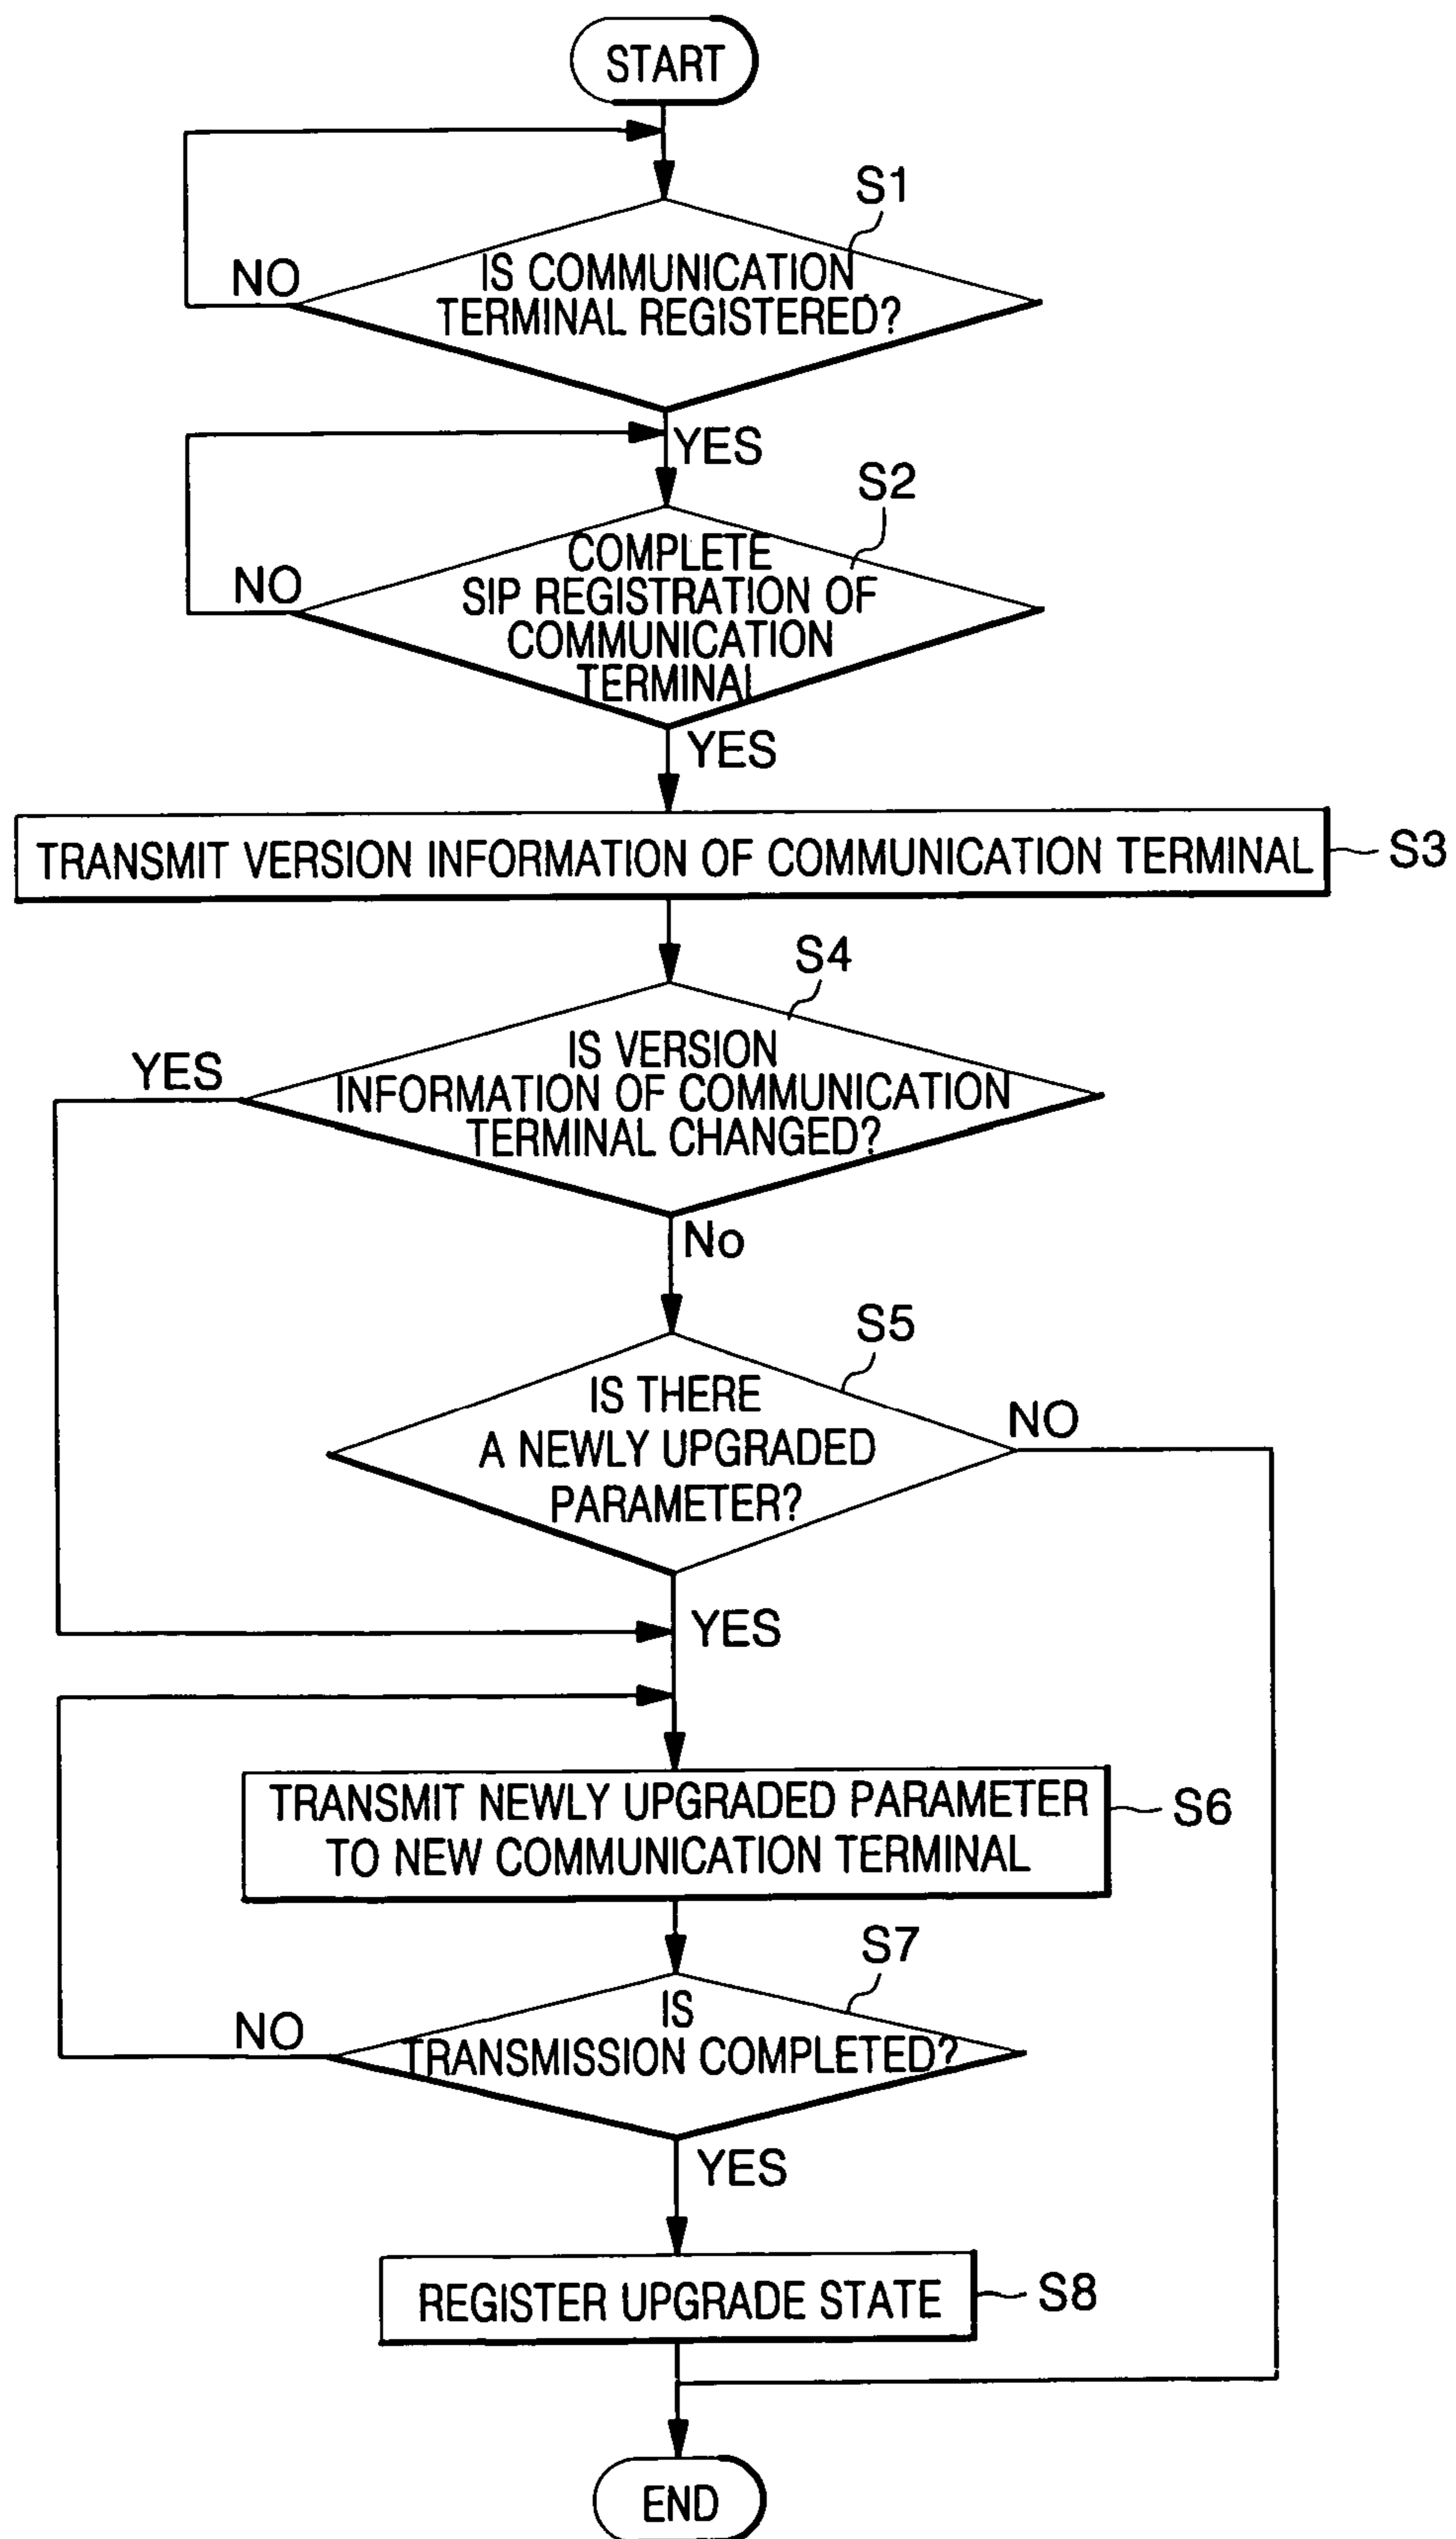 START
S1
IS COMMUNICATION
TERMINAL REGISTERED?
NO
YES
S2
COMPLETE
SIP REGISTRATION OF
COMMUNICATION
TERMINAL
NO
YES
TRANSMIT VERSION INFORMATION OF COMMUNICATION TERMINAL
S3
S4
IS VERSION
INFORMATION OF COMMUNICATION
TERMINAL CHANGED?
YES
No
S5
IS THERE
A NEWLY UPGRADED
PARAMETER?
NO
YES
TRANSMIT NEWLY UPGRADED PARAMETER
TO NEW COMMUNICATION TERMINAL
S6
S7
IS
TRANSMISSION COMPLETED?
NO
YES
REGISTER UPGRADE STATE
S8
END